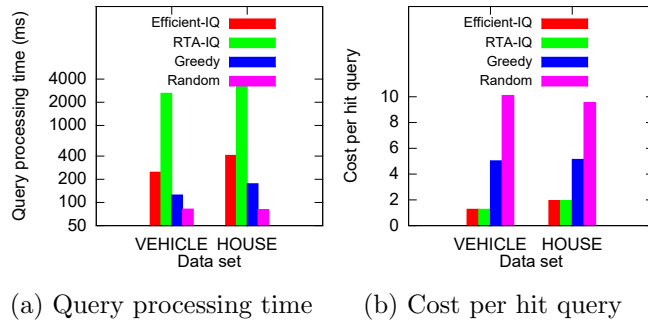 Query processing time (ms)
Efficient-IQ
RTA-IQ
Greedy
Random
4000
2000
1000
400
200
100
50
VEHICLE HOUSE
Data set
(a) Query processing time
Cost per hit query
Efficient-IQ
RTA-IQ
Greedy
Random
10
8
6
4
2
0
VEHICLE HOUSE
Data set
(b) Cost per hit query